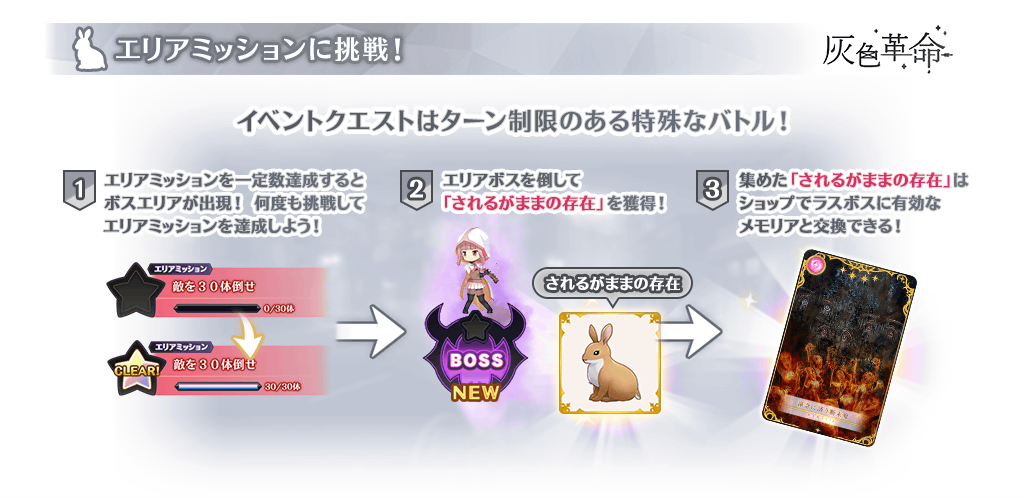 エリアミッションに挑戦！
灰色革命
イベントクエストはターン制限のある特殊なバトル！
1
エリアミッションを一定数達成すると
ボスエリアが出現！ 何度も挑戦して
エリアミッションを達成しよう！
2
エリアボスを倒して
「されるがままの存在」を獲得！
3
集めた「されるがままの存在」は
ショップでラスボスに有効な
メモリアと交換できる！
エリアミッション
敵を３０体倒せ
0/30体
エリアミッション
CLEAR!
敵を３０体倒せ
30/30体
BOSS
NEW
されるがままの存在